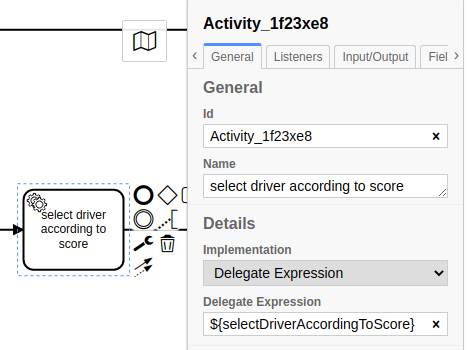 Activity_1f23xe8
General
Listeners
Input/Output
Fiel
General
Id
Activity_1f23xe8
Name
select driver according to score
Details
Implementation
Delegate Expression
Delegate Expression
${selectDriverAccordingToScore}
select driver
according to
score